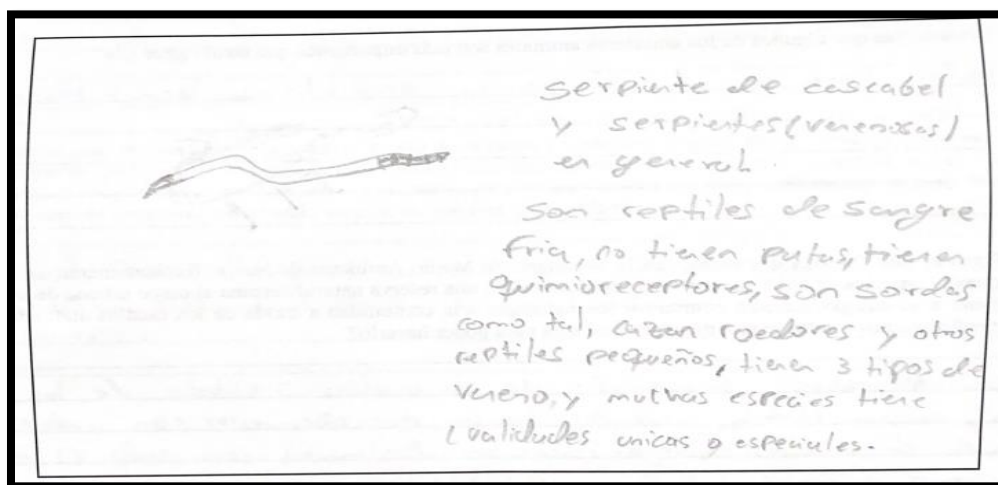 serpiente de cascabel
y serpientes (venenosas)
en general.
son reptiles de sangre
fria, no tienen patas, tienen
quimioreceptores, son sordas
como tal, cazan roedores y otros
reptiles pequeños, tienen 3 tipos de
veneno, y muchas especies tiene
cualidades unicas o especiales.